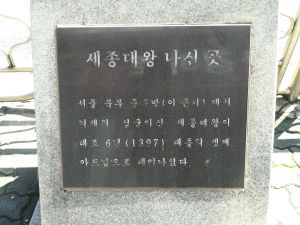 세종대왕 나신 곳
서울 북부 준수방(이 근처)에서
겨레의 성군이신 세종대왕이
태조 6년(1397) 태종의 셋째
아드님으로 태어나셨다.